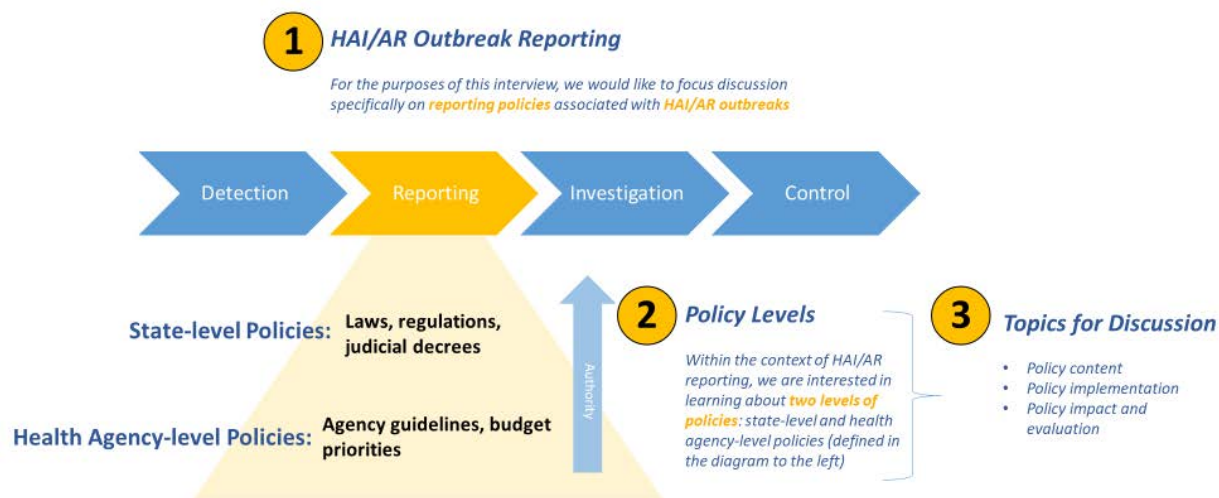 1
HAI/AR Outbreak Reporting
For the purposes of this interview, we would like to focus discussion
specifically on reporting policies associated with HAI/AR outbreaks
Detection
Reporting
Investigation
Control
State-level Policies:
Laws, regulations,
judicial decrees
Health Agency-level Policies:
Agency guidelines, budget
priorities
Authority
2
Policy Levels
Within the context of HAI/AR
reporting, we are interested in
learning about two levels of
policies: state-level and health
agency-level policies (defined in
the diagram to the left)
3
Topics for Discussion
• Policy content
• Policy implementation
• Policy impact and
evaluation